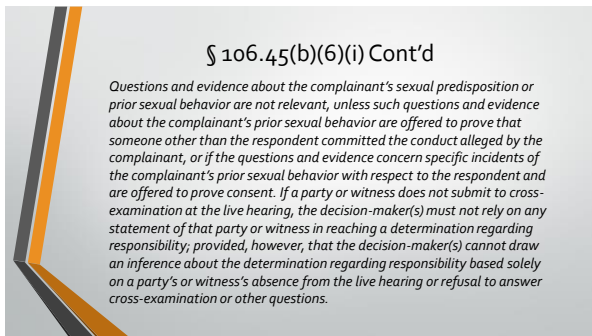 § 106.45(b)(6)(i) Cont'd
Questions and evidence about the complainant's sexual predisposition or
prior sexual behavior are not relevant, unless such questions and evidence
about the complainant's prior sexual behavior are offered to prove that
someone other than the respondent committed the conduct alleged by the
complainant, or if the questions and evidence concern specific incidents of
the complainant's prior sexual behavior with respect to the respondent and
are offered to prove consent. If a party or witness does not submit to cross-
examination at the live hearing, the decision-maker(s) must not rely on any
statement of that party or witness in reaching a determination regarding
responsibility; provided, however, that the decision-maker(s) cannot draw
an inference about the determination regarding responsibility based solely
on a party's or witness's absence from the live hearing or refusal to answer
cross-examination or other questions.